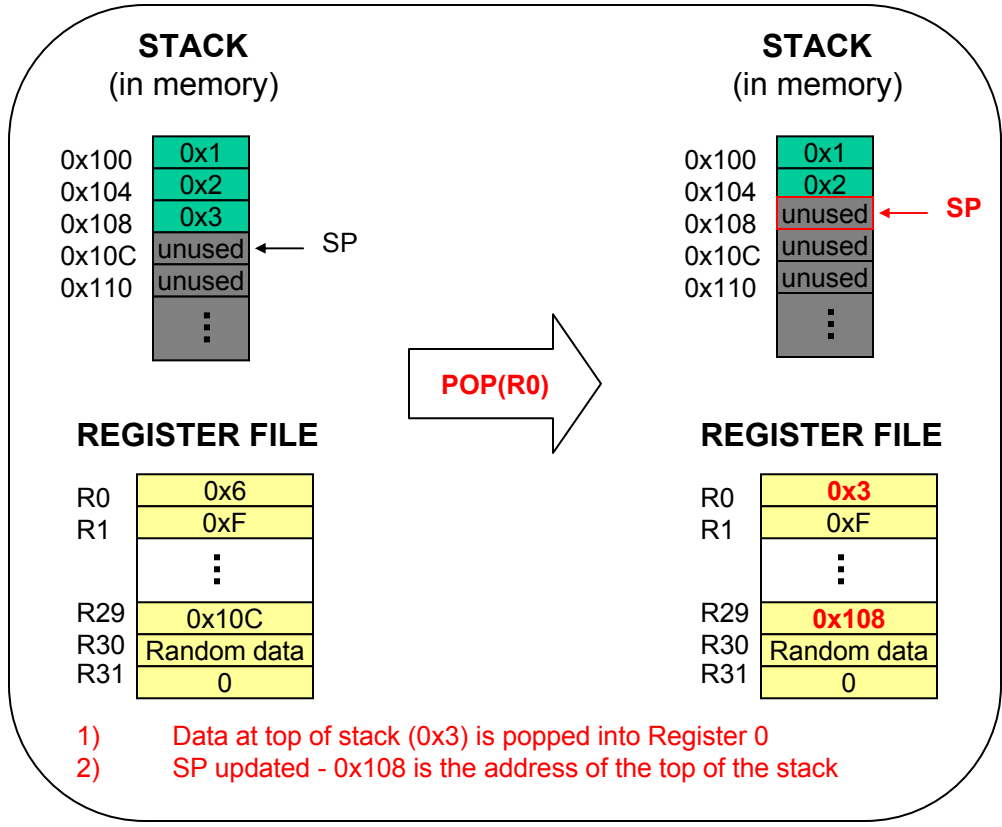 STACK
(in memory)
0x100 0x1
0x104 0x2
0x108 0x3
0x10C unused SP
0x110 unused
REGISTER FILE
R0 0x6
R1 0xF
R29 0x10C
R30 Random data
R31 0
POP(R0)
STACK
(in memory)
0x100 0x1
0x104 0x2
0x108 unused SP
0x10C unused
0x110 unused
REGISTER FILE
R0 0x3
R1 0xF
R29 0x108
R30 Random data
R31 0
1) Data at top of stack (0x3) is popped into Register 0
2) SP updated - 0x108 is the address of the top of the stack